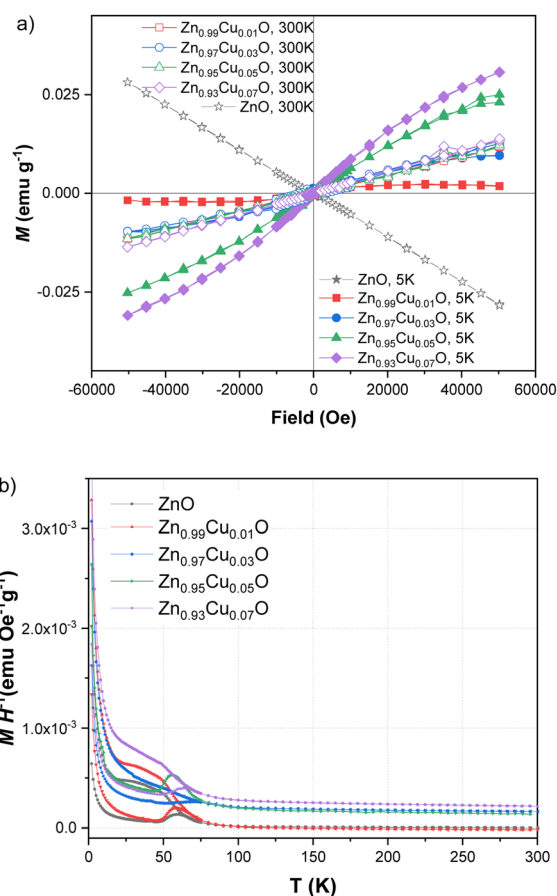 a)
Zn0.99Cu0.01O, 300K
Zn0.97Cu0.03O, 300K
Zn0.95Cu0.05O, 300K
Zn0.93Cu0.07O, 300K
ZnO, 300K
0.025
0.000
-0.025
M (emu g-1)
ZnO, 5K
Zn0.99Cu0.01O, 5K
Zn0.97Cu0.03O, 5K
Zn0.95Cu0.05O, 5K
Zn0.93Cu0.07O, 5K
-60000 -40000 -20000 0 20000 40000 60000
Field (Oe)
b)
ZnO
Zn0.99Cu0.01O
Zn0.97Cu0.03O
Zn0.95Cu0.05O
Zn0.93Cu0.07O
3.0x10-3
2.0x10-3
1.0x10-3
0.0
M H-1(emu Oe-1g-1)
0 50 100 150 200 250 300
T (K)